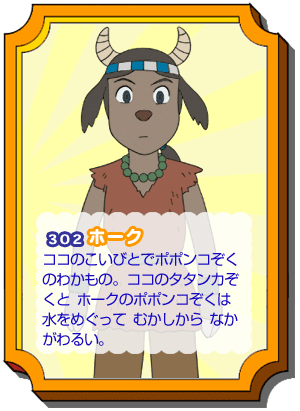 302 ホーク
ココのこいびとでポポンコぞく
のわかもの。ココのタタンカぞ
くと ホークのポポンコぞくは
水をめぐって むかしから なか
がわるい。